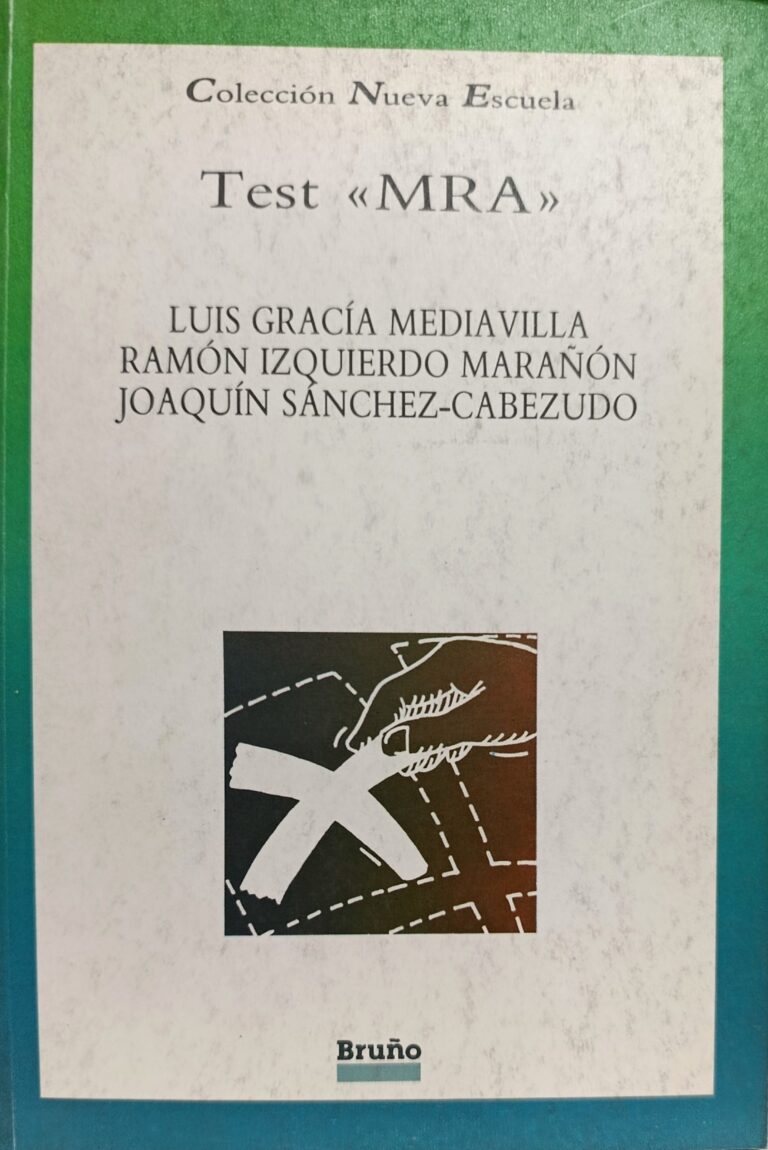 Colección Nueva Escuela
Test «MRA»
LUIS GRACÍA MEDIAVILLA
RAMÓN IZQUIERDO MARAÑÓN
JOAQUÍN SÁNCHEZ-CABEZUDO
Bruño